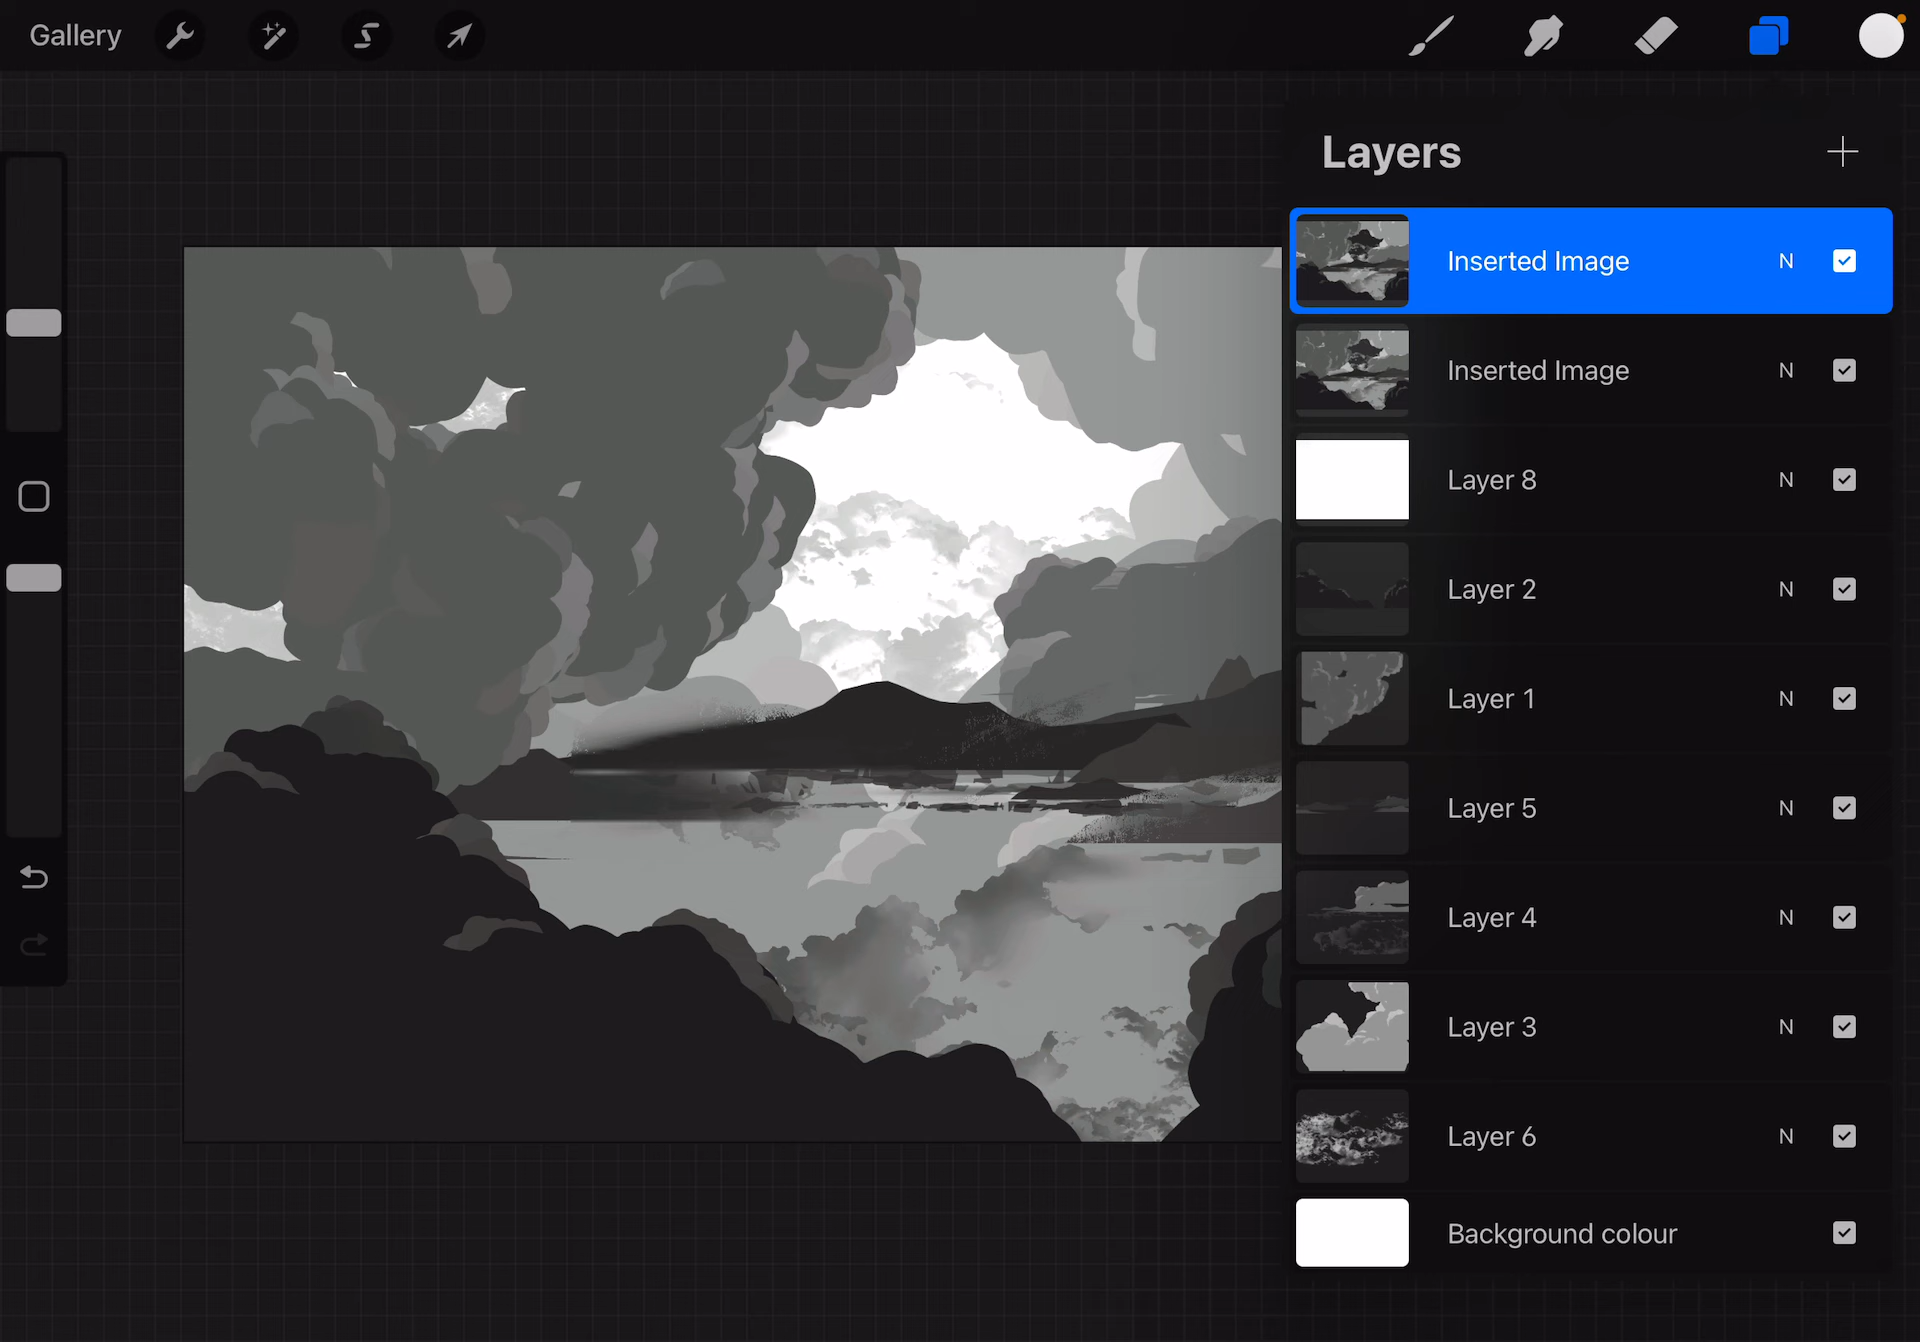 Gallery
Layers
Inserted Image N
Inserted Image N
Layer 8 N
Layer 2 N
Layer 1 N
Layer 5 N
Layer 4 N
Layer 3 N
Layer 6 N
Background colour